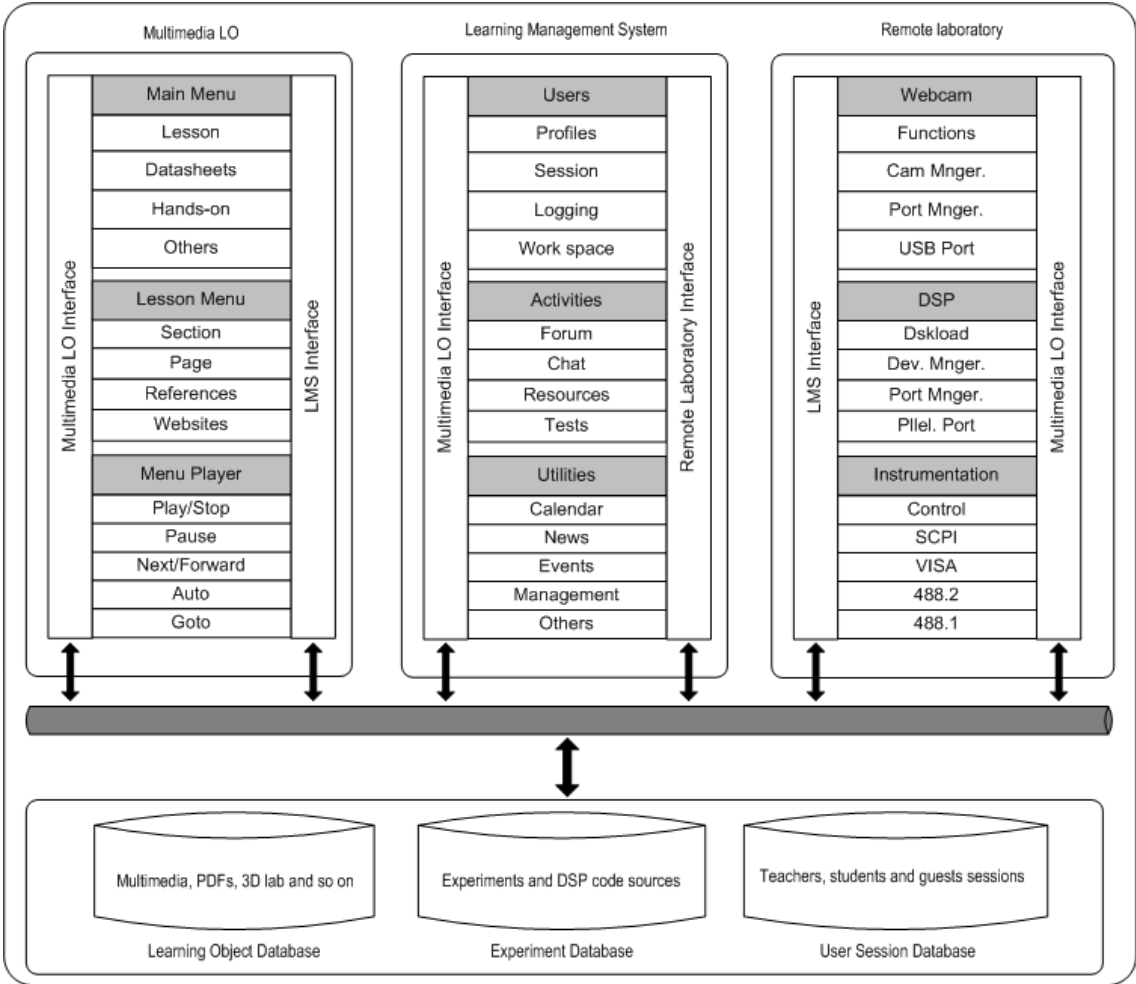 Multimedia LO
Multimedia LO Interface
Main Menu
Lesson
Datasheets
Hands-on
Others
Lesson Menu
Section
Page
References
Websites
Menu Player
Play/Stop
Pause
Next/Forward
Auto
Goto
LMS Interface
Learning Management System
Multimedia LO Interface
Users
Profiles
Session
Logging
Work space
Activities
Forum
Chat
Resources
Tests
Utilities
Calendar
News
Events
Management
Others
Remote Laboratory Interface
Remote laboratory
LMS Interface
Webcam
Functions
Cam Mnger.
Port Mnger.
USB Port
DSP
Dskload
Dev. Mnger.
Port Mnger.
Pllel. Port
Instrumentation
Control
SCPI
VISA
488.2
488.1
Multimedia LO Interface
Multimedia, PDFs, 3D lab and so on
Learning Object Database
Experiments and DSP code sources
Experiment Database
Teachers, students and guests sessions
User Session Database